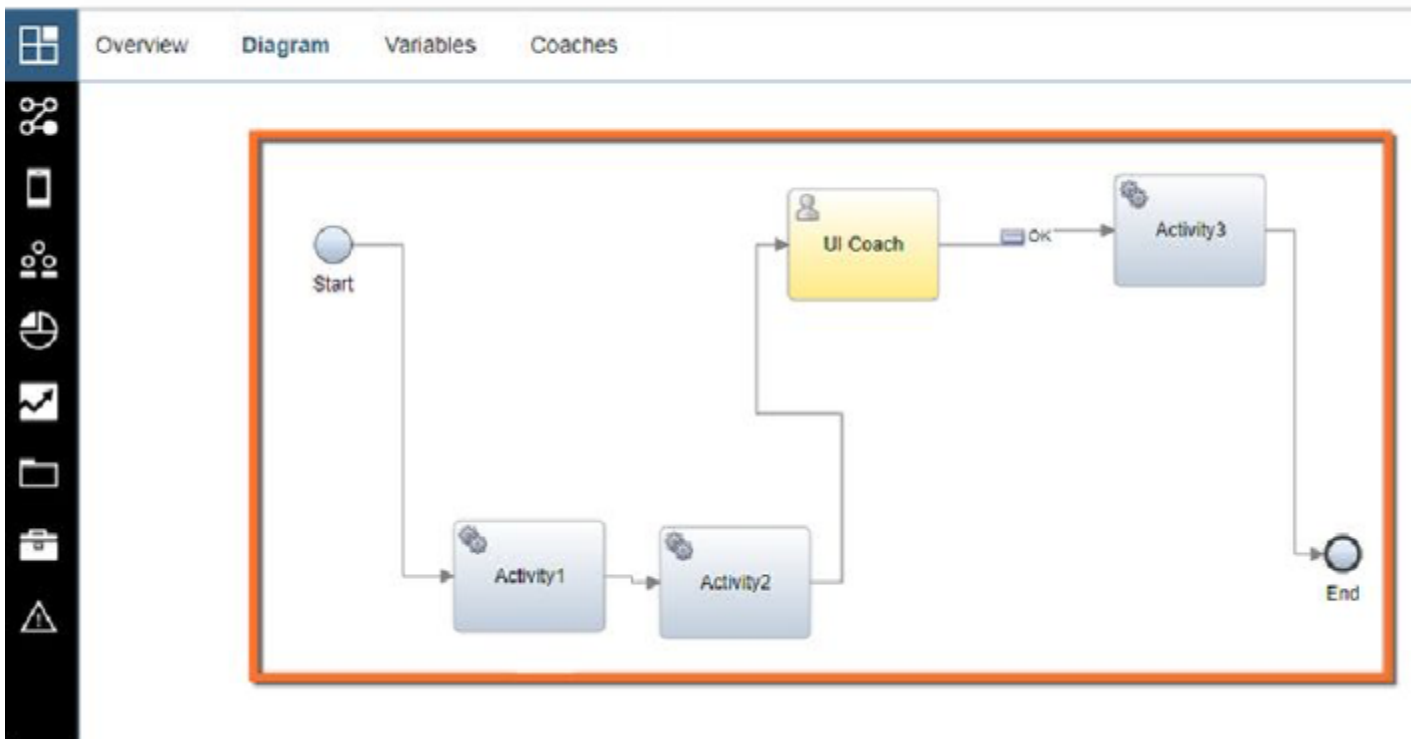 Overview Diagram Variables Coaches
Start
UI Coach
OK
Activity3
Activity1
Activity2
End